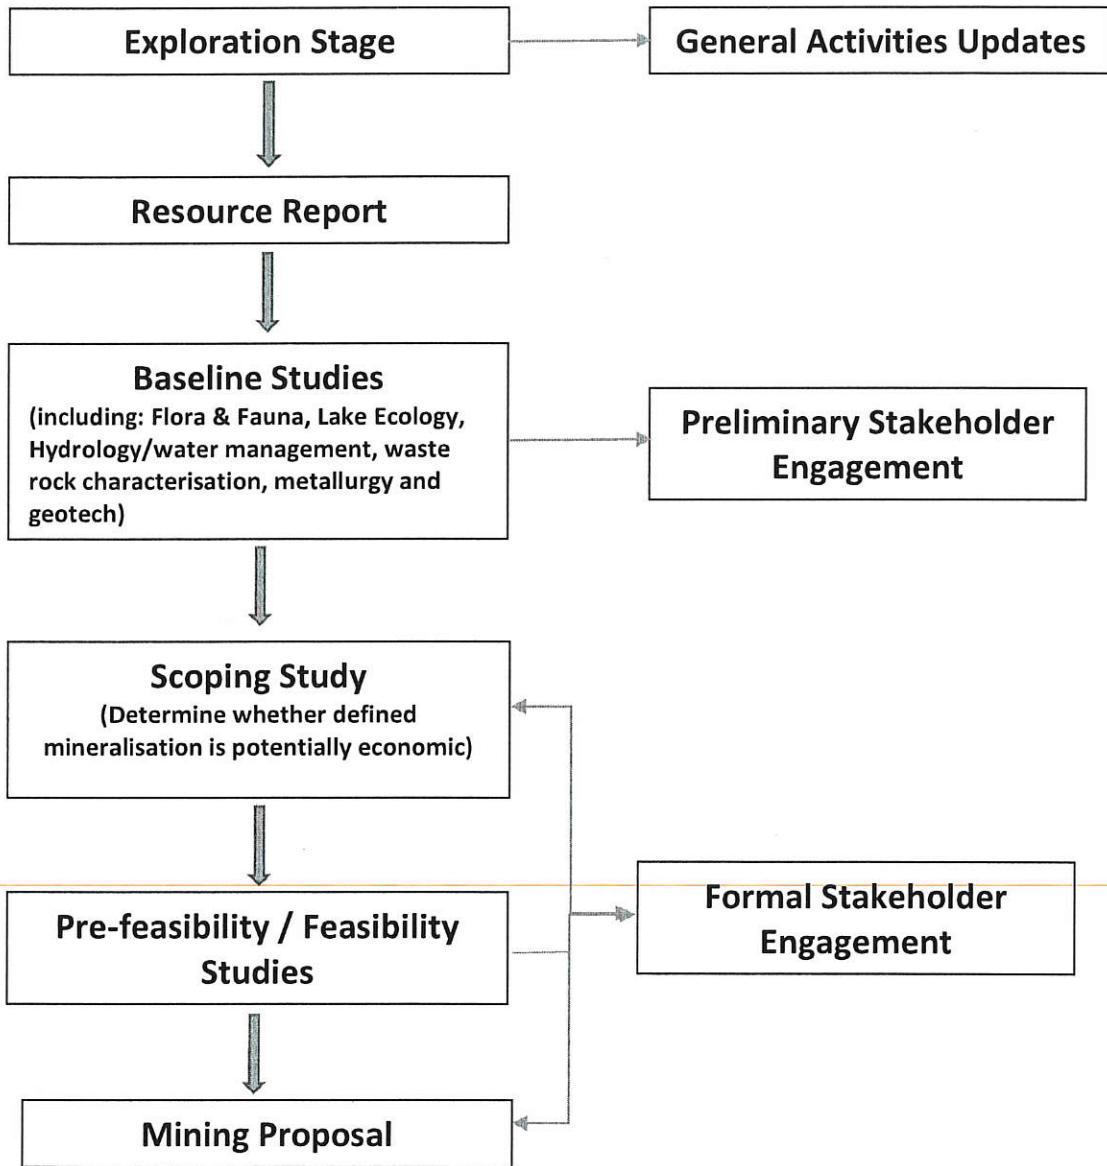 Exploration Stage
General Activities Updates
Resource Report
Baseline Studies
(including: Flora & Fauna, Lake Ecology,
Hydrology/water management, waste
rock characterisation, metallurgy and
geotech)
Preliminary Stakeholder
Engagement
Scoping Study
(Determine whether defined
mineralisation is potentially economic)
Pre-feasibility / Feasibility
Studies
Formal Stakeholder
Engagement
Mining Proposal